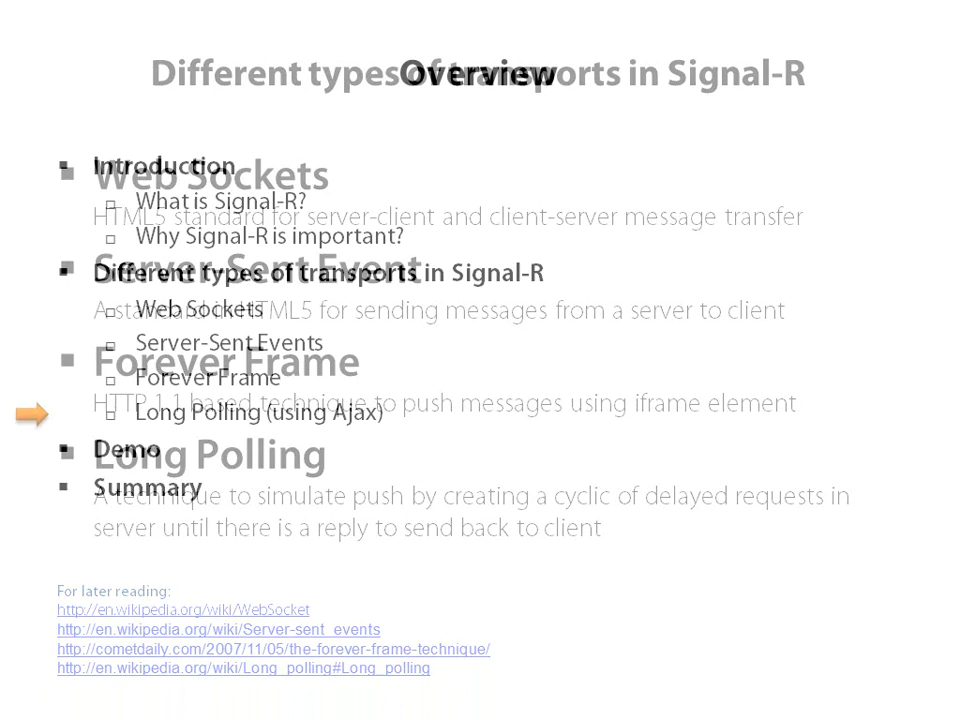 Different types of transports in Signal-R
Overview
Introduction
What is Signal-R?
Why Signal-R is important?
Different types of transports in Signal-R
Web Sockets
Server-Sent Events
Forever Frame
Long Polling (using Ajax)
Demo
Summary
Web Sockets
HTML5 standard for server-client and client-server message transfer
Server-Sent Event
A standard in HTML5 for sending messages from a server to client
Forever Frame
HTTP 1.1 based technique to push messages using iframe element
Long Polling
A technique to simulate push by creating a cyclic of delayed requests in
server until there is a reply to send back to client
For later reading:
http://en.wikipedia.org/wiki/WebSocket
http://en.wikipedia.org/wiki/Server-sent_events
http://cometdaily.com/2007/11/05/the-forever-frame-technique/
http://en.wikipedia.org/wiki/Long_polling#Long_polling